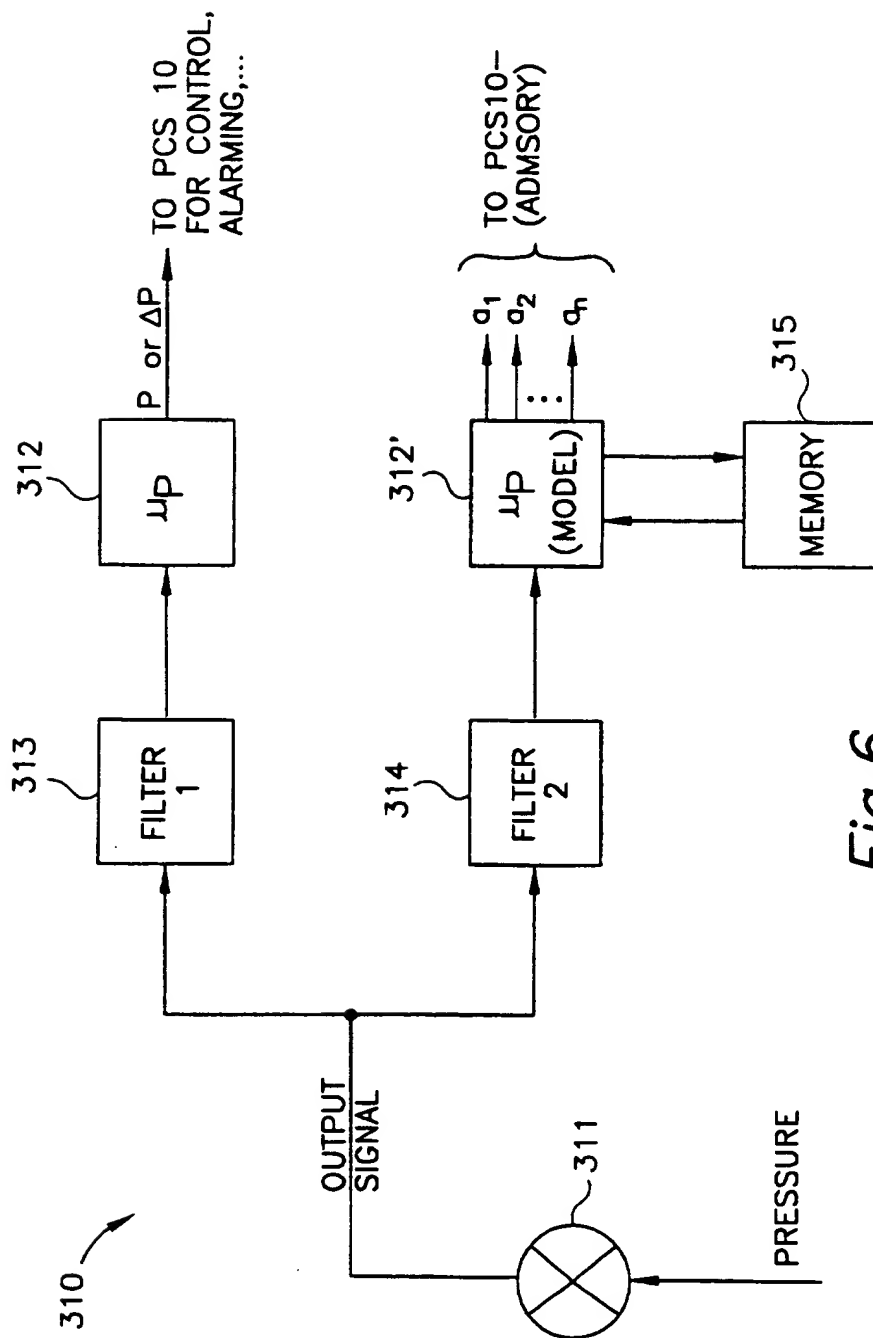 310
PRESSURE
311
OUTPUT
SIGNAL
313
FILTER
1
312
μP
P or ΔP
TO PCS 10
FOR CONTROL,
ALARMING,...
314
FILTER
2
312'
μP
(MODEL)
a1
a2
...
an
TO PCS10-
(ADMSORY)
315
MEMORY
Fig. 6